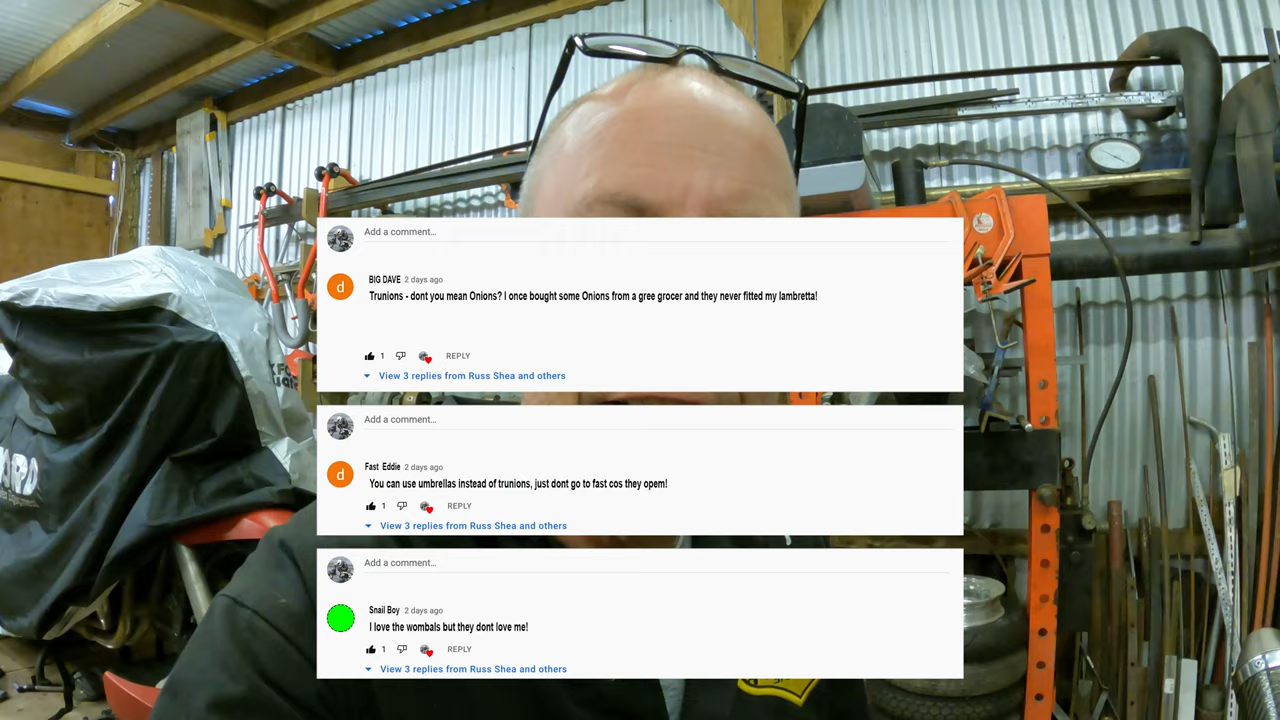 Add a comment...
d
BIG DAVE 2 days ago
Trunions - dont you mean Onions? I once bought some Onions from a gree grocer and they never fitted my lambretta!
1 REPLY
View 3 replies from Russ Shea and others
Add a comment...
d
Fast Eddie 2 days ago
You can use umbrellas instead of trunions, just dont go to fast cos they opem!
1 REPLY
View 3 replies from Russ Shea and others
Add a comment...
Snail Boy 2 days ago
I love the wombals but they dont love me!
1 REPLY
View 3 replies from Russ Shea and others